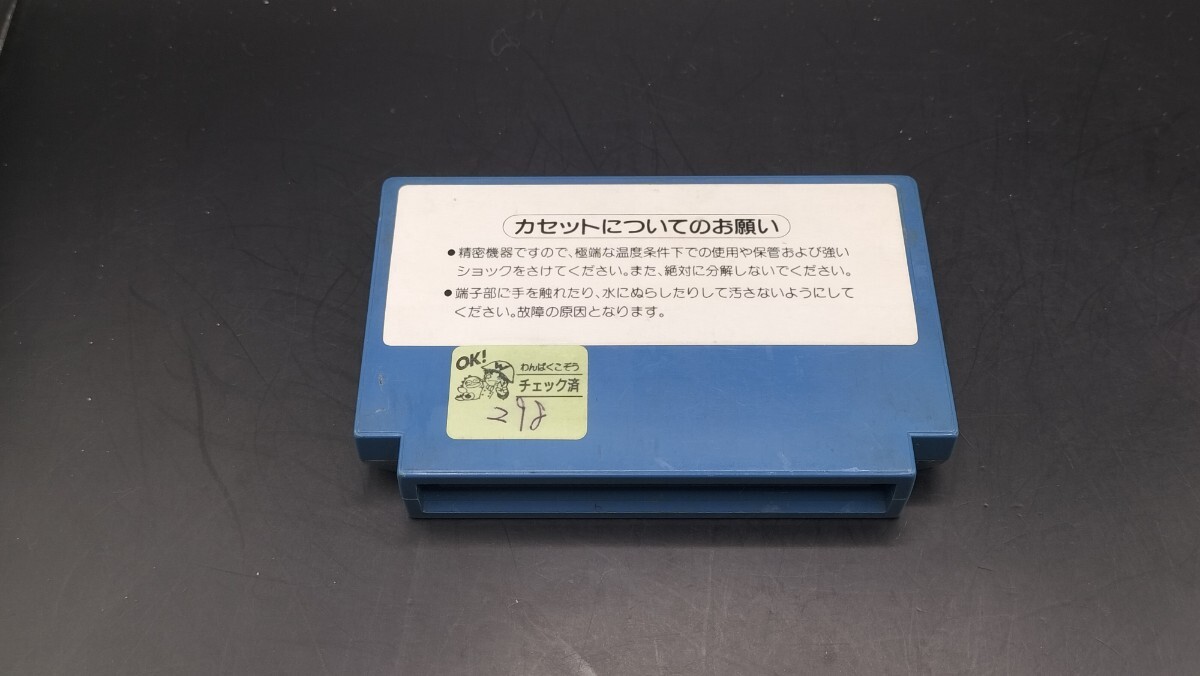 カセットについてのお願い
●精密機器ですので、極端な温度条件下での使用や保管および強い
ショックをさけてください。また、絶対に分解しないでください。
●端子部に手を触れたり、水にぬらしたりして汚さないようにして
ください。故障の原因となります。
OK!
わんぱくこぞう
チェック済
298